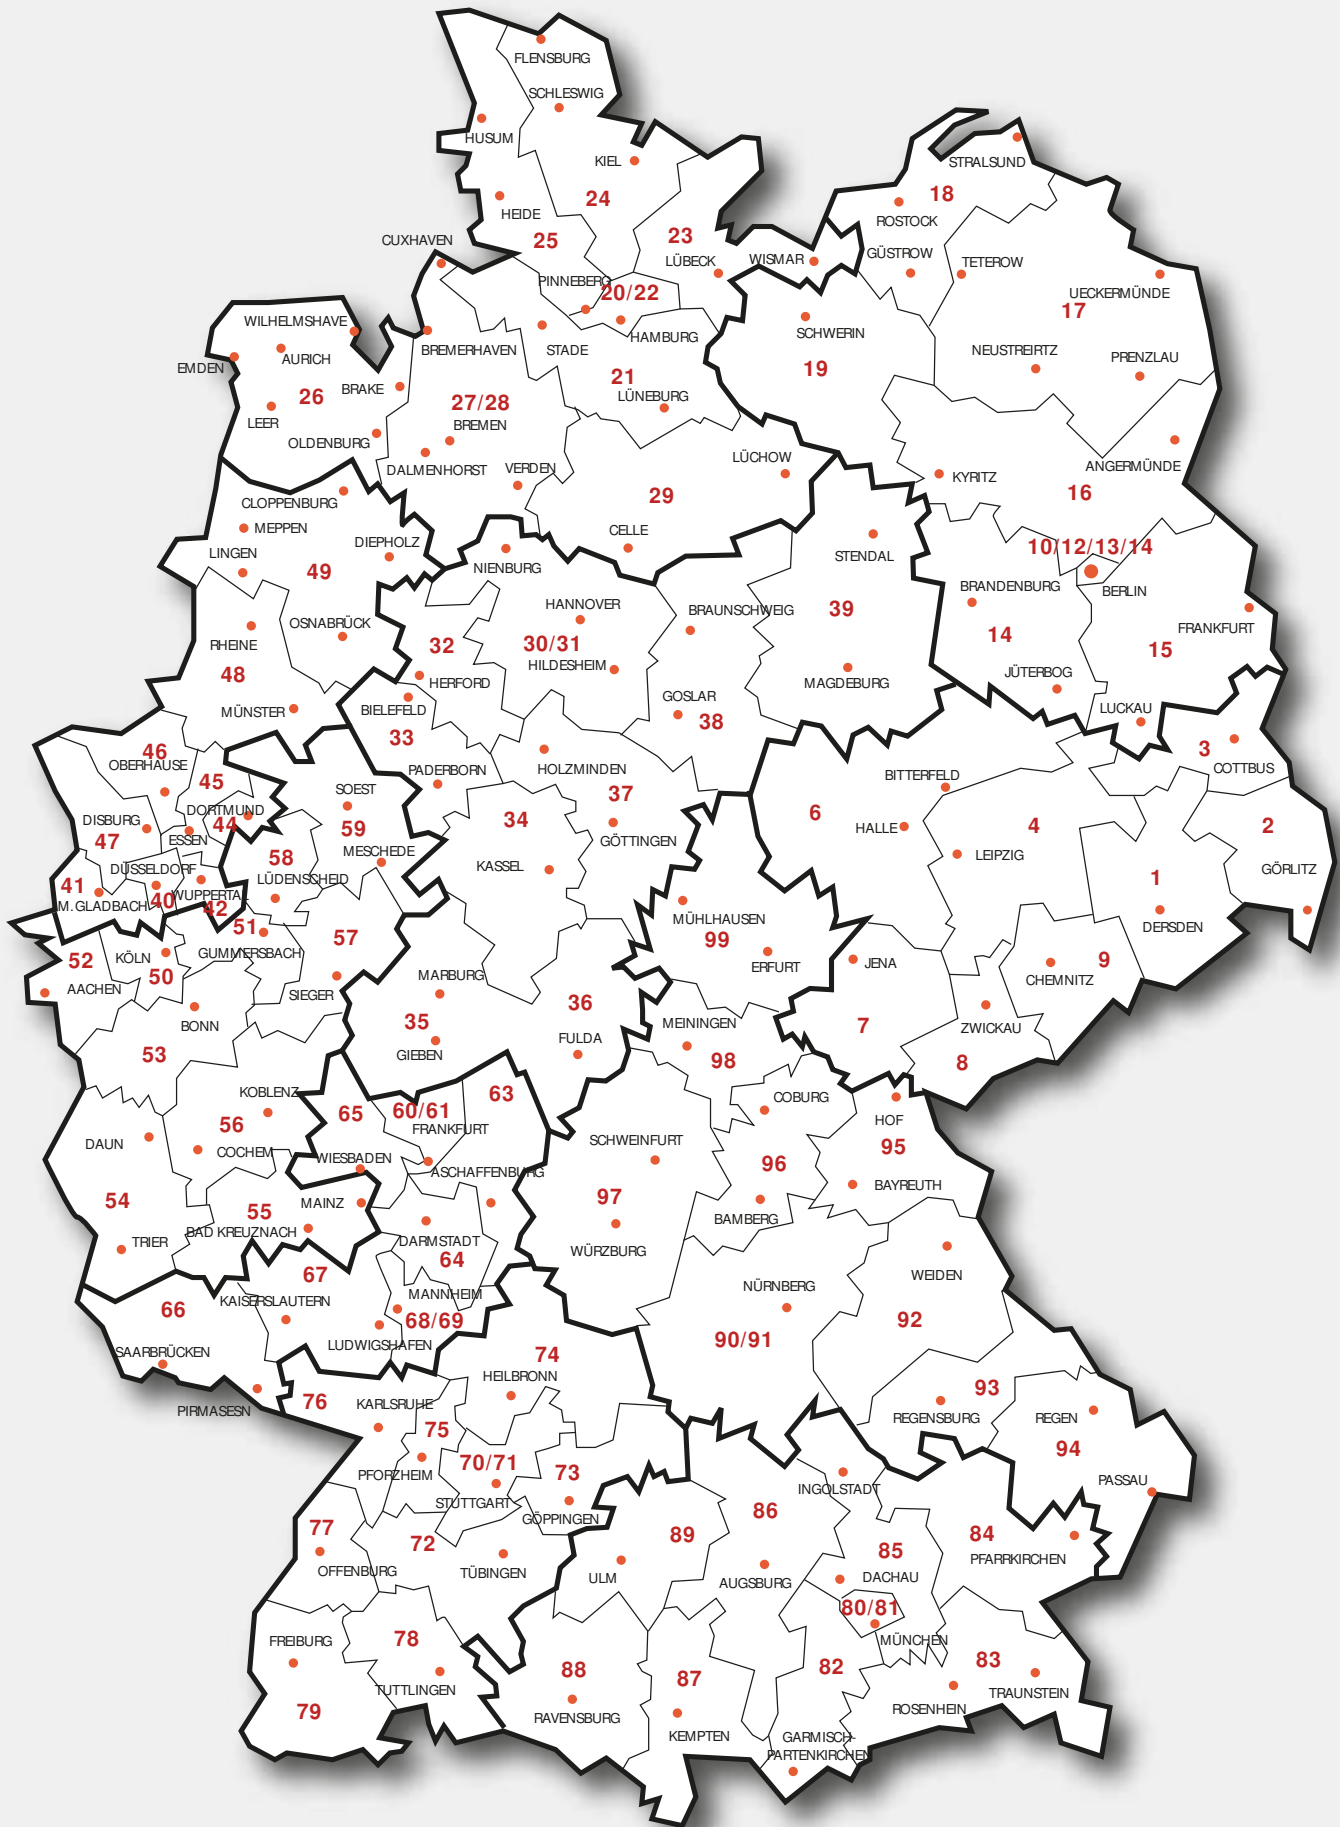 FLENSBURG
SCHLESWIG
HUSUM
STRALSUND
KIEL
18
24
HEIDE
ROSTOCK
25
23
CUXHAVEN
GÜSTROW
LÜBECK
WISMAR
TETEROW
PINNEBERG
20/22
UECKERMÜNDE
17
WILHELMSHAVE
SCHWERIN
HAMBURG
BREMERHAVEN
STADE
NEUSTREIRTZ
AURICH
PRENZLAU
EMDEN
19
21
BRAKE
26
LÜNEBURG
27/28
LEER
BREMEN
OLDENBURG
LÜCHOW
ANGERMÜNDE
DALMENHORST
VERDEN
KYRITZ
16
29
CLOPPENBURG
MEPPEN
CELLE
DIEPHOLZ
10/12/13/14
LINGEN
STENDAL
NIENBURG
49
BRANDENBURG
BERLIN
HANNOVER
BRAUNSCHWEIG
39
OSNABRÜCK
FRANKFURT
14
RHEINE
32
30/31
15
HILDESHEIM
48
JÜTERBOG
HERFORD
MAGDEBURG
GOSLAR
LUCKAU
MÜNSTER
BIELEFELD
38
33
46
3
OBERHAUSE
COTTBUS
PADERBORN
HOLZMINDEN
BITTERFELD
45
SOEST
37
DORTMUND
34
6
DISBURG
44
59
HALLE
4
2
47
ESSEN
GÖTTINGEN
MESCHEDE
58
LEIPZIG
DÜSSELDORF
KASSEL
GÖRLITZ
LÜDENSCHEID
41
1
WUPPERTAL
40
M.GLADBACH
42
MÜHLHAUSEN
51
DERSDEN
57
99
GUMMERSBACH
KÖLN
52
ERFURT
JENA
9
50
MARBURG
CHEMNITZ
AACHEN
SIEGER
36
35
MEININGEN
7
BONN
ZWICKAU
FULDA
53
GIEBEN
98
8
KOBLENZ
63
COBURG
65
60/61
56
HOF
FRANKFURT
DAUN
SCHWEINFURT
95
COCHEM
WIESBADEN
96
ASCHAFFENBURG
BAYREUTH
54
97
MAINZ
55
BAMBERG
BAD KREUZNACH
TRIER
DARMSTADT
WÜRZBURG
64
67
WEIDEN
NÜRNBERG
MANNHEIM
KAISERSLAUTERN
66
68/69
92
90/91
LUDWIGSHAFEN
SAARBRÜCKEN
74
HEILBRONN
93
76
KARLSRUHE
PIRMASESN
REGENSBURG
REGEN
75
94
70/71
73
PFORZHEIM
PASSAU
INGOLSTADT
STUTTGART
86
GÖPPINGEN
77
89
84
72
85
PFARRKIRCHEN
OFFENBURG
TÜBINGEN
ULM
AUGSBURG
DACHAU
80/81
78
FREIBURG
MÜNCHEN
83
82
88
87
TUTTLINGEN
TRAUNSTEIN
79
ROSENHEIN
RAVENSBURG
KEMPTEN
GARMISCH-
PARTENKIRCHEN